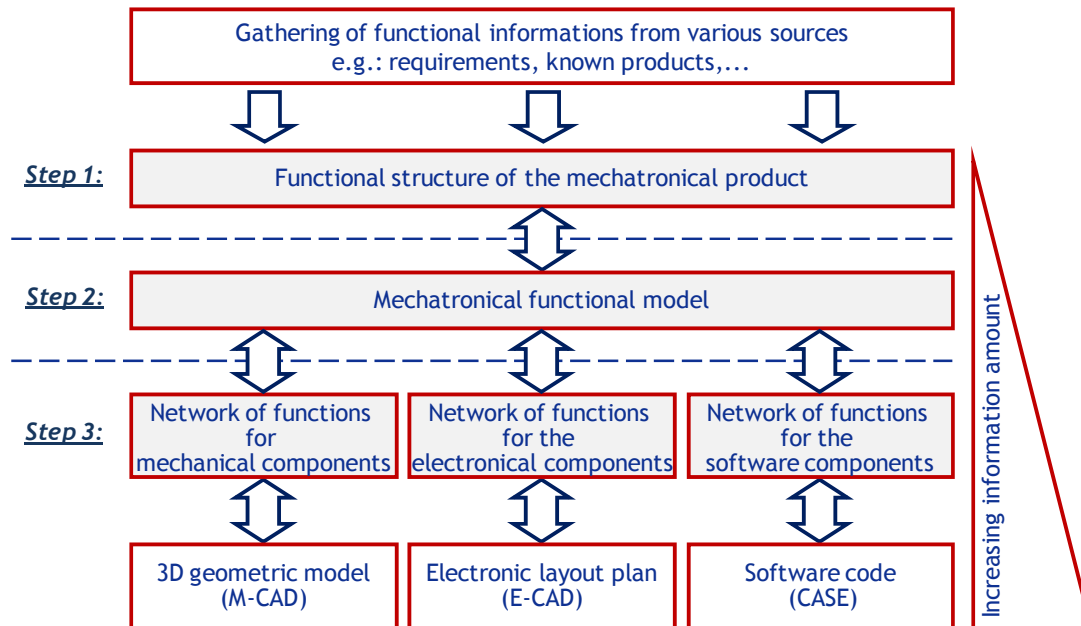 Gathering of functional informations from various sources
e.g.: requirements, known products,...
Step 1:
Functional structure of the mechatronical product
Step 2:
Mechatronical functional model
Step 3:
Network of functions
for
mechanical components
Network of functions
for the
electronical components
Network of functions
for the
software components
3D geometric model
(M-CAD)
Electronic layout plan
(E-CAD)
Software code
(CASE)
Increasing information amount